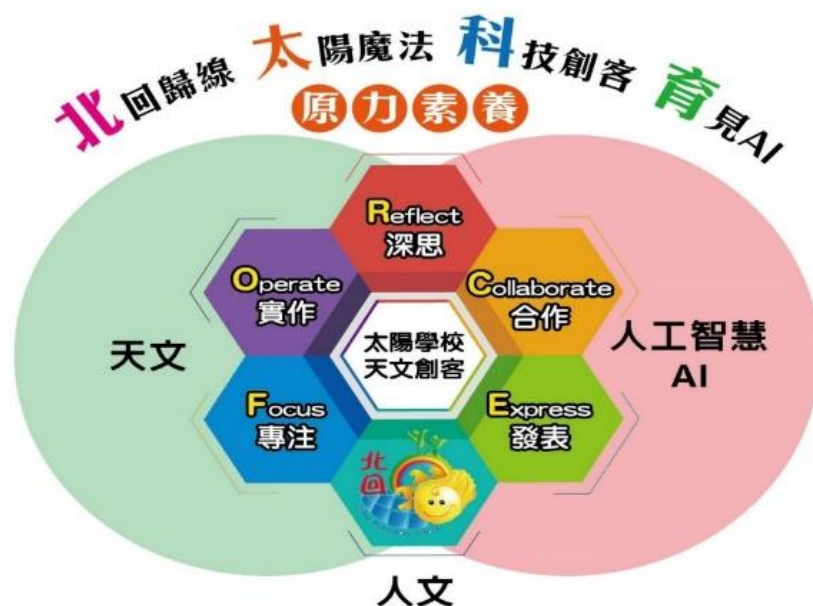 北回歸線 太陽魔法 科技創客 育見AI
原力素養
Reflect
深思
Operate
實作
Collaborate
合作
太陽學校
天文創客
天文
人工智慧
AI
Focus
專注
Express
發表
北回
人文